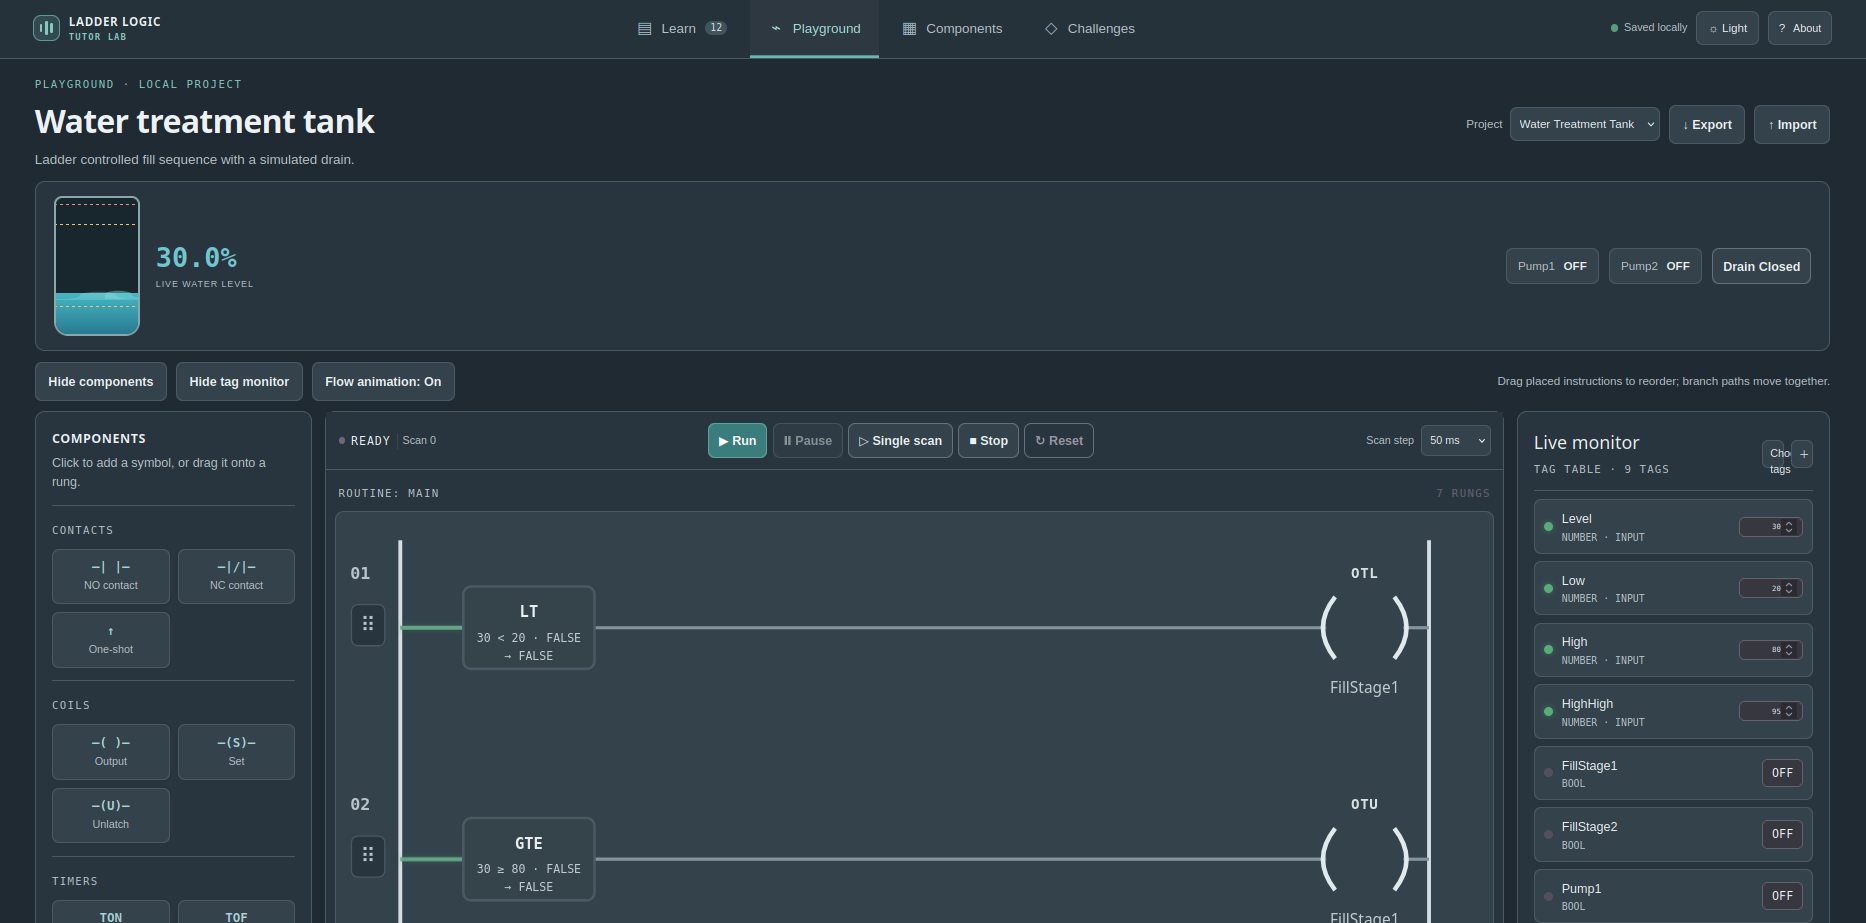 LADDER LOGIC
TUTOR LAB
Learn 12
Playground
Components
Challenges
Saved locally
☼ Light
? About
PLAYGROUND · LOCAL PROJECT
Water treatment tank
Ladder controlled fill sequence with a simulated drain.
Project
Water Treatment Tank
↓ Export
↑ Import
30.0%
LIVE WATER LEVEL
Pump1 OFF
Pump2 OFF
Drain Closed
Hide components
Hide tag monitor
Flow animation: On
Drag placed instructions to reorder; branch paths move together.
COMPONENTS
Click to add a symbol, or drag it onto a
rung.
CONTACTS
—| |—
NO contact
—|/|—
NC contact
↑
One-shot
COILS
—( )—
Output
—(S)—
Set
—(U)—
Unlatch
TIMERS
TON
TOF
READY
Scan 0
▶ Run
⏸ Pause
▷ Single scan
■ Stop
↻ Reset
Scan step
50 ms
ROUTINE: MAIN
7 RUNGS
01
LT
30 < 20 · FALSE
→ FALSE
OTL
FillStage1
02
GTE
30 ≥ 80 · FALSE
→ FALSE
OTU
FillStage1
Live monitor
TAG TABLE · 9 TAGS
Cho
tags
+
Level
NUMBER · INPUT
30
Low
NUMBER · INPUT
20
High
NUMBER · INPUT
80
HighHigh
NUMBER · INPUT
95
FillStage1
BOOL
OFF
FillStage2
BOOL
OFF
Pump1
BOOL
OFF